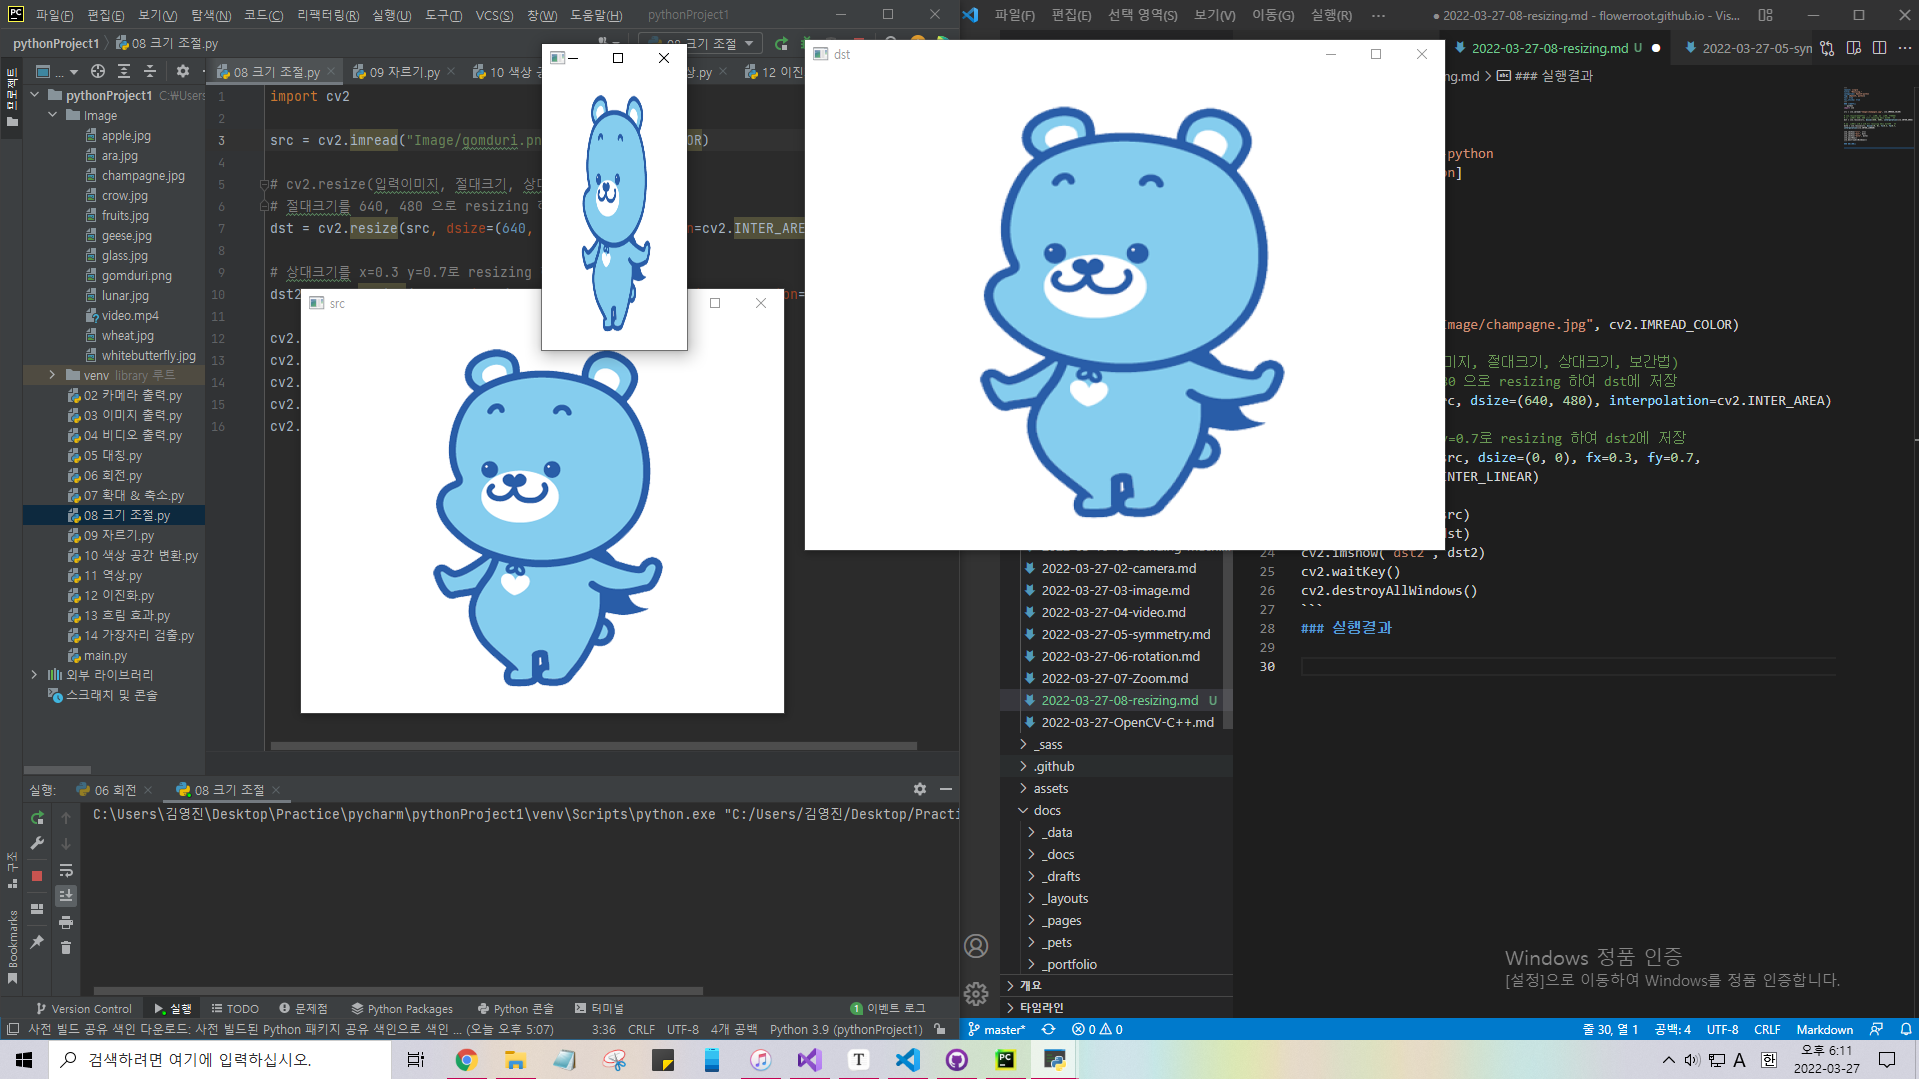 파일(F) 편집(E) 보기(V) 탐색(N) 코드(C) 리팩터링(R) 실행(U) 도구(T) VCS(S) 창(W) 도움말(H) pythonProject1
pythonProject1 08 크기 조절.py
크기 조절
08 크기 조절.py
09 자르기.py
10 색상
12 이진
프로젝트
pythonProject1 C:\Users
Image
apple.jpg
ara.jpg
champagne.jpg
crow.jpg
fruits.jpg
geese.jpg
glass.jpg
gomduri.png
lunar.jpg
video.mp4
wheat.jpg
whitebutterfly.jpg
venv library 루트
02 카메라 출력.py
03 이미지 출력.py
04 비디오 출력.py
05 대칭.py
06 회전.py
07 확대 & 축소.py
08 크기 조절.py
09 자르기.py
10 색상 공간 변환.py
11 역상.py
12 이진화.py
13 흐림 효과.py
14 가장자리 검출.py
main.py
외부 라이브러리
스크래치 및 콘솔
1 import cv2
2
3 src = cv2.imread("Image/gomduri.pn OR)
4
5 # cv2.resize(입력이미지, 절대크기, 상대
6 # 절대크기를 640, 480 으로 resizing
7 dst = cv2.resize(src, dsize=(640, n=cv2.INTER_ARE
8
9 # 상대크기를 x=0.3 y=0.7로 resizing
10 dst2 on=
11
12 cv2.
13 cv2.
14 cv2.
15 cv2.
16 cv2.
src
dst
실행: 06 회전 08 크기 조절
C:\Users\김영진\Desktop\Practice\pycharm\pythonProject1\venv\Scripts\python.exe "C:/Users/김영진/Desktop/Practi
구조
Bookmarks
Version Control 실행 TODO 문제점 Python Packages Python 콘솔 터미널 1 이벤트 로그
사전 빌드 공유 색인 다운로드: 사전 빌드된 Python 패키지 공유 색인으로 색인 ... (오늘 오후 5:07) 3:36 CRLF UTF-8 4개 공백 Python 3.9 (pythonProject1)
파일(F) 편집(E) 선택 영역(S) 보기(V) 이동(G) 실행(R) ··· ● 2022-03-27-08-resizing.md - flowerroot.github.io - Vis...
2022-03-27-08-resizing.md U ●
2022-03-27-05-sym
ng.md > ### 실행결과
python
on]
Image/champagne.jpg", cv2.IMREAD_COLOR)
미지, 절대크기, 상대크기, 보간법)
80 으로 resizing 하여 dst에 저장
rc, dsize=(640, 480), interpolation=cv2.INTER_AREA)
y=0.7로 resizing 하여 dst2에 저장
src, dsize=(0, 0), fx=0.3, fy=0.7,
INTER_LINEAR)
src)
dst)
24 cv2.imshow("dst2", dst2)
25 cv2.waitKey()
26 cv2.destroyAllWindows()
27 ```
28 ### 실행결과
29
30
2022-03-27-02-camera.md
2022-03-27-03-image.md
2022-03-27-04-video.md
2022-03-27-05-symmetry.md
2022-03-27-06-rotation.md
2022-03-27-07-Zoom.md
2022-03-27-08-resizing.md U
2022-03-27-OpenCV-C++.md
_sass
.github
assets
docs
_data
_docs
_drafts
_layouts
_pages
_pets
_portfolio
개요
타임라인
Windows 정품 인증
[설정]으로 이동하여 Windows를 정품 인증합니다.
master* 0 0 줄 30, 열 1 공백: 4 UTF-8 CRLF Markdown
검색하려면 여기에 입력하십시오.
A 한 오후 6:11
2022-03-27